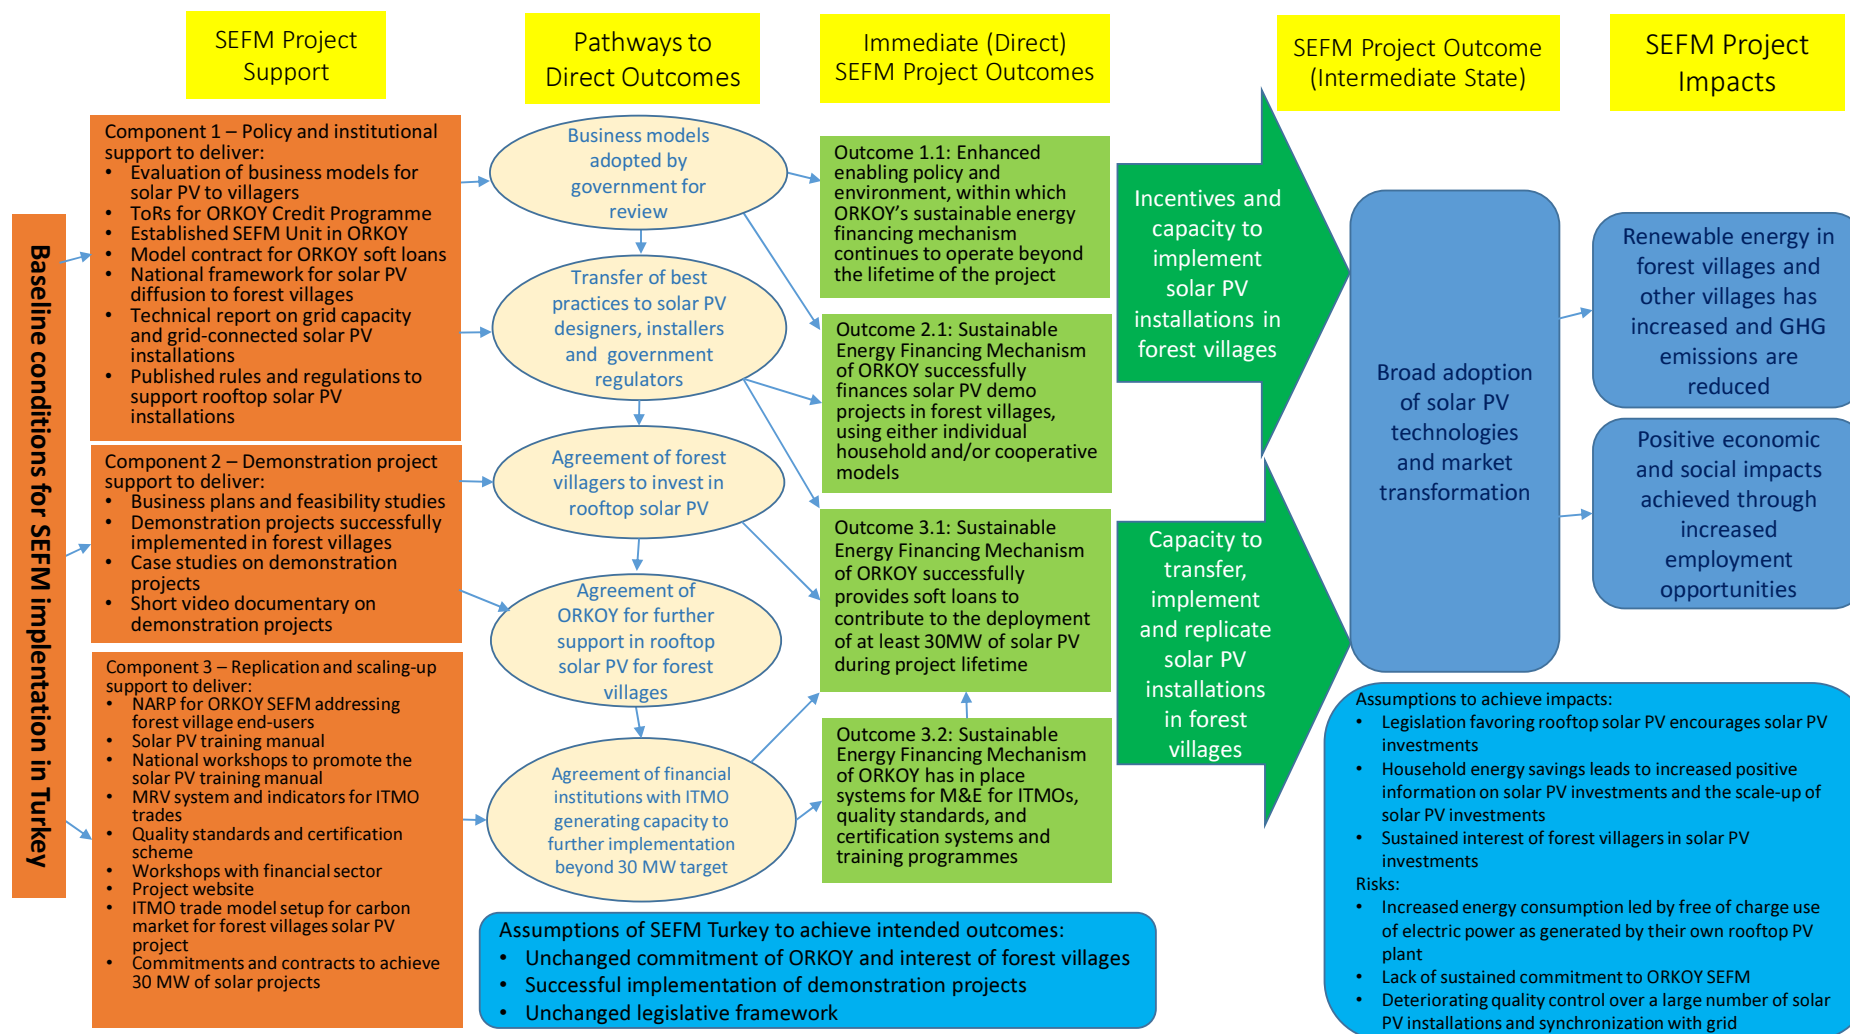 SEFM Project
Support
Pathways to
Direct Outcomes
Immediate (Direct)
SEFM Project Outcomes
SEFM Project Outcome
(Intermediate State)
SEFM Project
Impacts
Baseline conditions for SEFM implentation in Turkey
Component 1 – Policy and institutional
support to deliver:
• Evaluation of business models for
solar PV to villagers
• ToRs for ORKOY Credit Programme
• Established SEFM Unit in ORKOY
• Model contract for ORKOY soft loans
• National framework for solar PV
diffusion to forest villages
• Technical report on grid capacity
and grid-connected solar PV
installations
• Published rules and regulations to
support rooftop solar PV
installations
Component 2 – Demonstration project
support to deliver:
• Business plans and feasibility studies
• Demonstration projects successfully
implemented in forest villages
• Case studies on demonstration
projects
• Short video documentary on
demonstration projects
Component 3 – Replication and scaling-up
support to deliver:
• NARP for ORKOY SEFM addressing
forest village end-users
• Solar PV training manual
• National workshops to promote the
solar PV training manual
• MRV system and indicators for ITMO
trades
• Quality standards and certification
scheme
• Workshops with financial sector
• Project website
• ITMO trade model setup for carbon
market for forest villages solar PV
project
• Commitments and contracts to achieve
30 MW of solar projects
Business models
adopted by
government for
review
Transfer of best
practices to solar PV
designers, installers
and government
regulators
Agreement of forest
villagers to invest in
rooftop solar PV
Agreement of
ORKOY for further
support in rooftop
solar PV for forest
villages
Agreement of financial
institutions with ITMO
generating capacity to
further implementation
beyond 30 MW target
Outcome 1.1: Enhanced
enabling policy and
environment, within which
ORKOY’s sustainable energy
financing mechanism
continues to operate beyond
the lifetime of the project
Outcome 2.1: Sustainable
Energy Financing Mechanism
of ORKOY successfully
finances solar PV demo
projects in forest villages,
using either individual
household and/or cooperative
models
Outcome 3.1: Sustainable
Energy Financing Mechanism
of ORKOY successfully
provides soft loans to
contribute to the deployment
of at least 30MW of solar PV
during project lifetime
Outcome 3.2: Sustainable
Energy Financing Mechanism
of ORKOY has in place
systems for M&E for ITMOs,
quality standards, and
certification systems and
training programmes
Assumptions of SEFM Turkey to achieve intended outcomes:
• Unchanged commitment of ORKOY and interest of forest villages
• Successful implementation of demonstration projects
• Unchanged legislative framework
Incentives and
capacity to
implement
solar PV
installations in
forest villages
Capacity to
transfer,
implement
and replicate
solar PV
installations
in forest
villages
Broad adoption
of solar PV
technologies
and market
transformation
Renewable energy in
forest villages and
other villages has
increased and GHG
emissions are
reduced
Positive economic
and social impacts
achieved through
increased
employment
opportunities
Assumptions to achieve impacts:
• Legislation favoring rooftop solar PV encourages solar PV
investments
• Household energy savings leads to increased positive
information on solar PV investments and the scale-up of
solar PV investments
• Sustained interest of forest villagers in solar PV
investments
Risks:
• Increased energy consumption led by free of charge use
of electric power as generated by their own rooftop PV
plant
• Lack of sustained commitment to ORKOY SEFM
• Deteriorating quality control over a large number of solar
PV installations and synchronization with grid